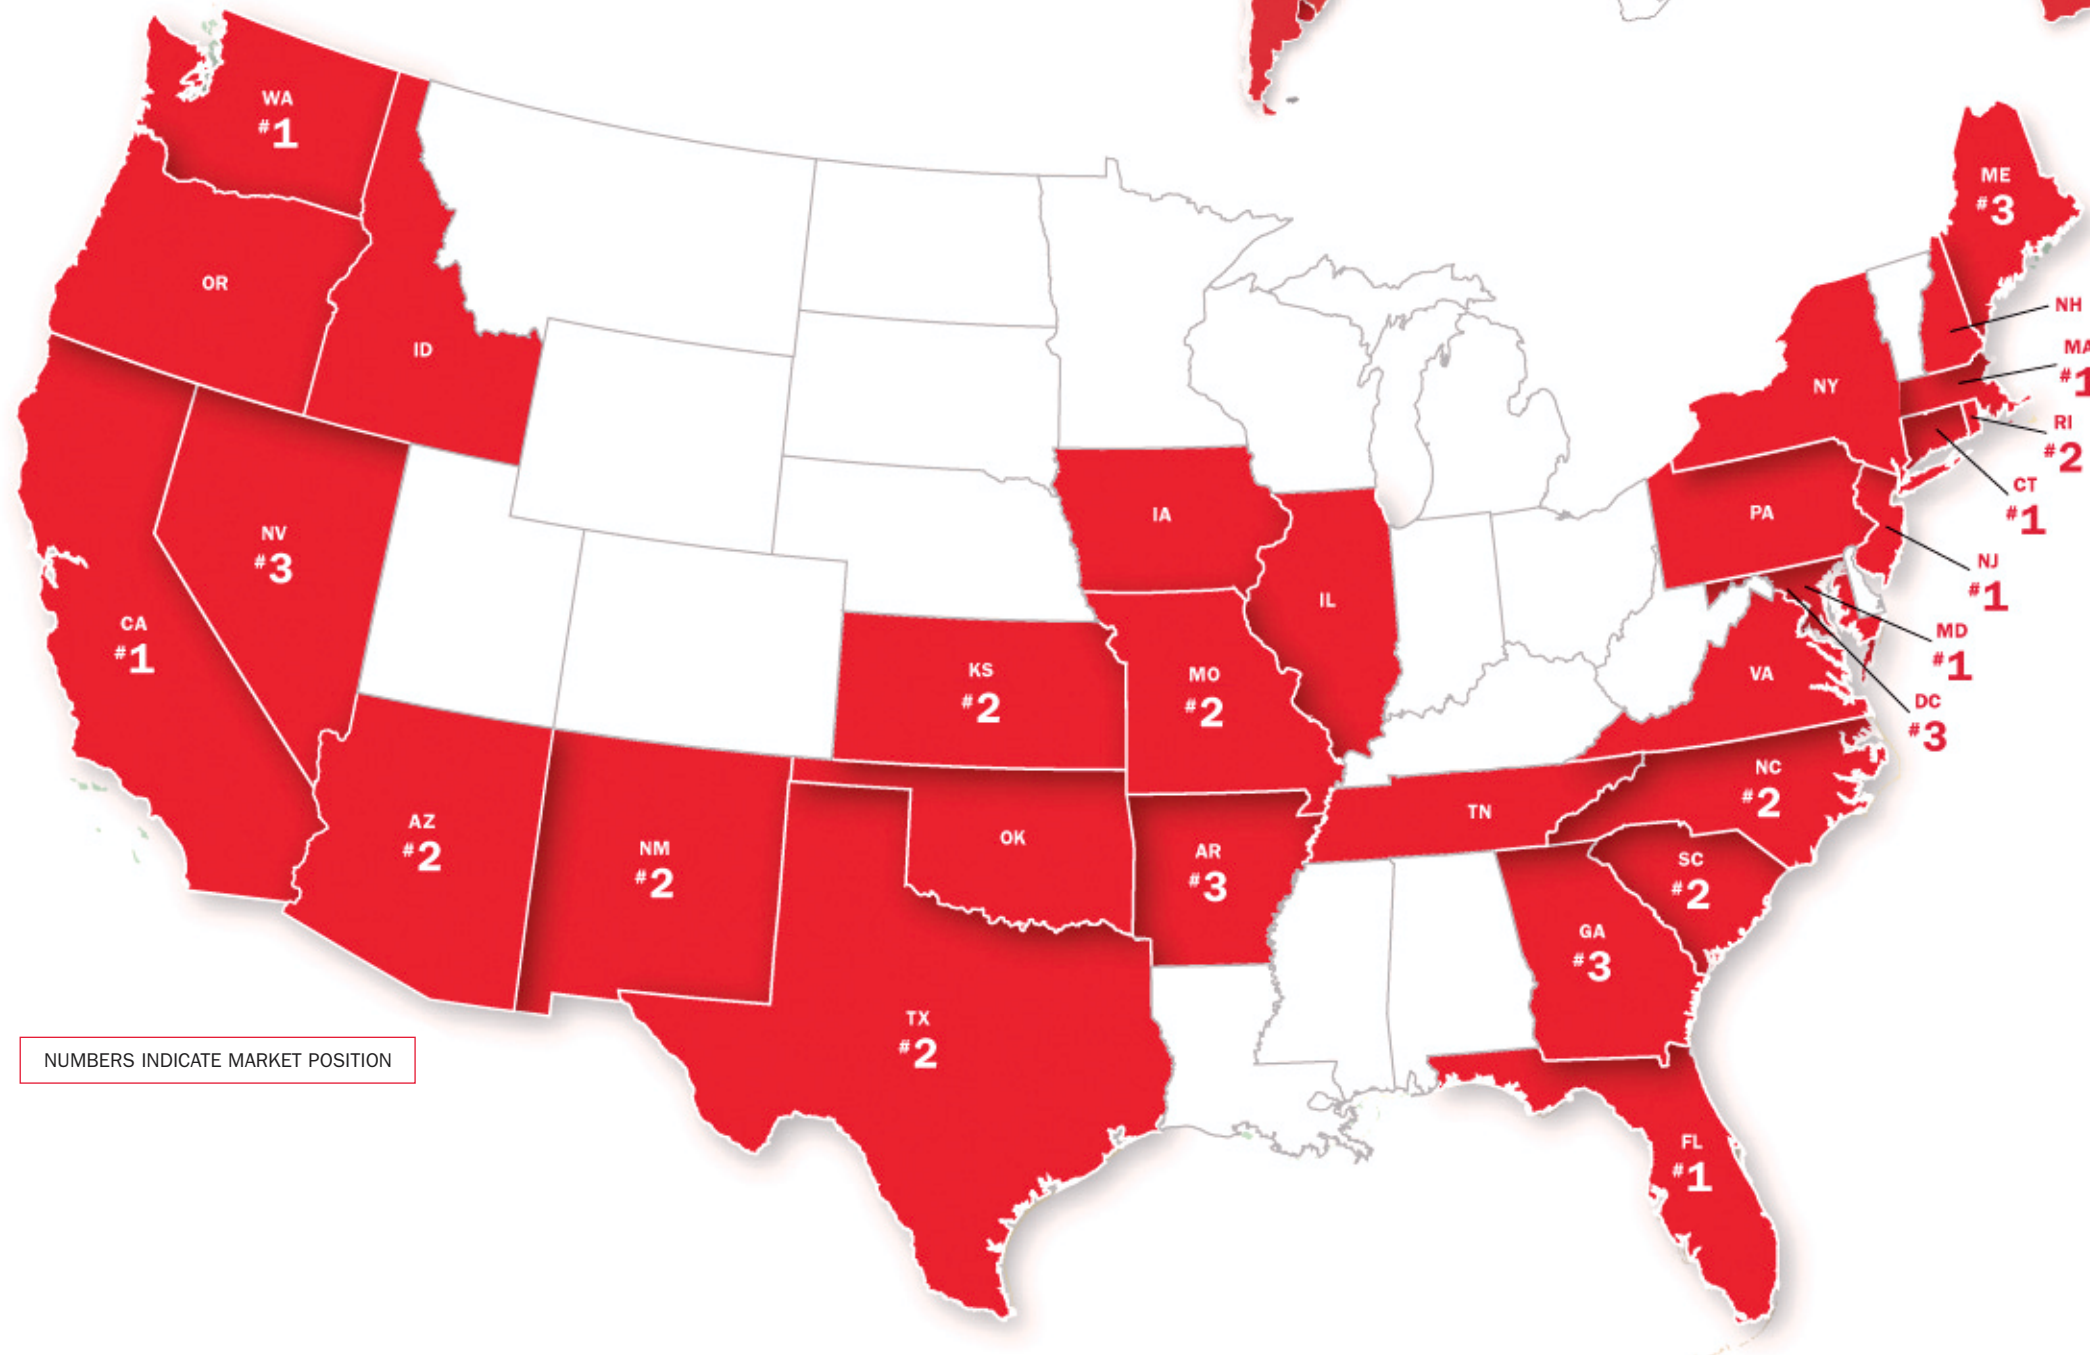 WA
#1
OR
ID
NV
#3
CA
#1
AZ
#2
NM
#2
KS
#2
OK
TX
#2
IA
MO
#2
AR
#3
IL
TN
ME
#3
NH
MA
#1
RI
#2
CT
#1
NY
PA
NJ
#1
MD
#1
DC
#3
VA
NC
#2
SC
#2
GA
#3
FL
#1
NUMBERS INDICATE MARKET POSITION